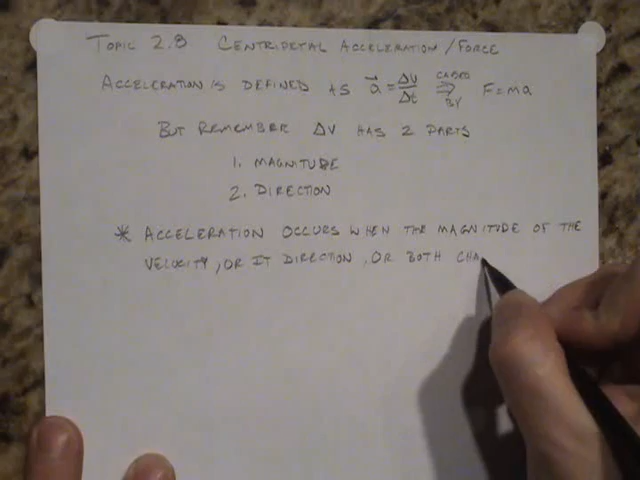 TOPIC 2.8 CENTRIPETAL ACCELERATION/FORCE
ACCELERATION IS DEFINED AS a⃗ = ΔV/Δt CAUSED BY ⇒ F=ma
BUT REMEMBER ΔV HAS 2 PARTS
1. MAGNITUDE
2. DIRECTION
* ACCELERATION OCCURS WHEN THE MAGNITUDE OF THE
VELOCITY, OR IT DIRECTION, OR BOTH CHA